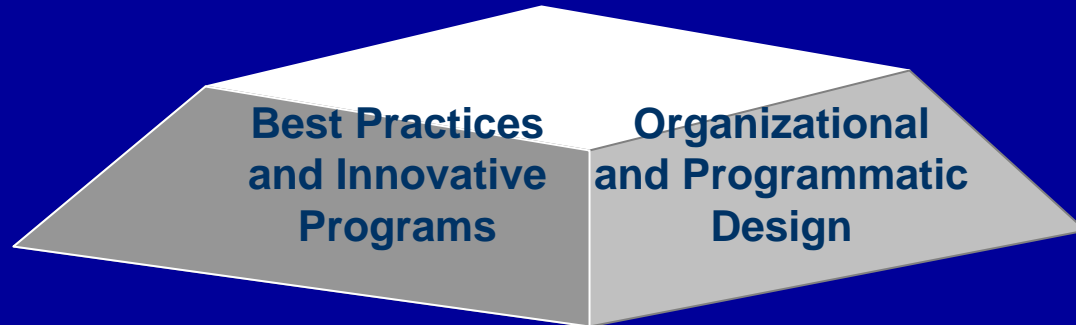 Best Practices
and Innovative
Programs
Organizational
and Programmatic
Design